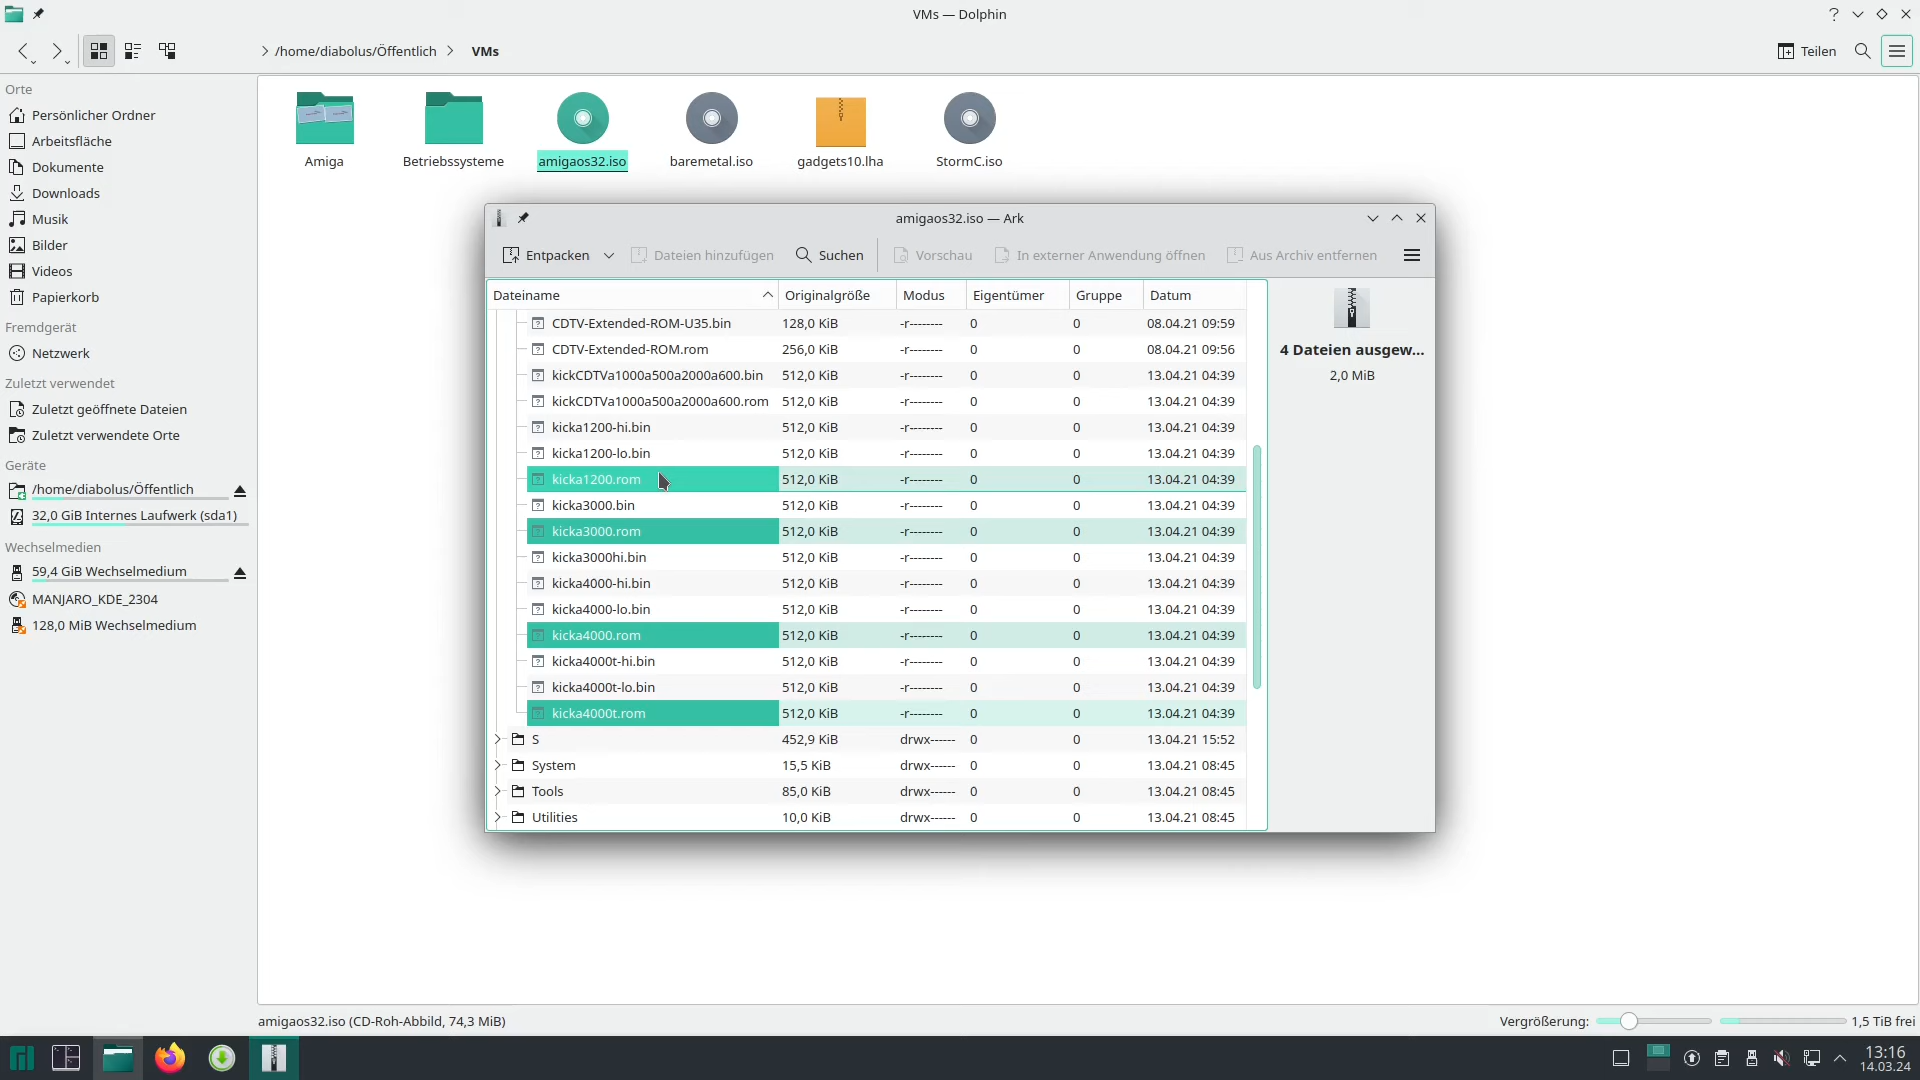 VMs — Dolphin
/home/diabolus/Öffentlich > VMs
Teilen
Orte
Persönlicher Ordner
Arbeitsfläche
Dokumente
Downloads
Musik
Bilder
Videos
Papierkorb
Fremdgerät
Netzwerk
Zuletzt verwendet
Zuletzt geöffnete Dateien
Zuletzt verwendete Orte
Geräte
/home/diabolus/Öffentlich
32,0 GiB Internes Laufwerk (sda1)
Wechselmedien
59,4 GiB Wechselmedium
MANJARO_KDE_2304
128,0 MiB Wechselmedium
Amiga
Betriebssysteme
amigaos32.iso
baremetal.iso
gadgets10.lha
StormC.iso
amigaos32.iso — Ark
Entpacken Dateien hinzufügen Suchen Vorschau In externer Anwendung öffnen Aus Archiv entfernen
Dateiname Originalgröße Modus Eigentümer Gruppe Datum
CDTV-Extended-ROM-U35.bin 128,0 KiB -r-------- 0 0 08.04.21 09:59
CDTV-Extended-ROM.rom 256,0 KiB -r-------- 0 0 08.04.21 09:56
kickCDTVa1000a500a2000a600.bin 512,0 KiB -r-------- 0 0 13.04.21 04:39
kickCDTVa1000a500a2000a600.rom 512,0 KiB -r-------- 0 0 13.04.21 04:39
kicka1200-hi.bin 512,0 KiB -r-------- 0 0 13.04.21 04:39
kicka1200-lo.bin 512,0 KiB -r-------- 0 0 13.04.21 04:39
kicka1200.rom 512,0 KiB -r-------- 0 0 13.04.21 04:39
kicka3000.bin 512,0 KiB -r-------- 0 0 13.04.21 04:39
kicka3000.rom 512,0 KiB -r-------- 0 0 13.04.21 04:39
kicka3000hi.bin 512,0 KiB -r-------- 0 0 13.04.21 04:39
kicka4000-hi.bin 512,0 KiB -r-------- 0 0 13.04.21 04:39
kicka4000-lo.bin 512,0 KiB -r-------- 0 0 13.04.21 04:39
kicka4000.rom 512,0 KiB -r-------- 0 0 13.04.21 04:39
kicka4000t-hi.bin 512,0 KiB -r-------- 0 0 13.04.21 04:39
kicka4000t-lo.bin 512,0 KiB -r-------- 0 0 13.04.21 04:39
kicka4000t.rom 512,0 KiB -r-------- 0 0 13.04.21 04:39
S 452,9 KiB drwx------ 0 0 13.04.21 15:52
System 15,5 KiB drwx------ 0 0 13.04.21 08:45
Tools 85,0 KiB drwx------ 0 0 13.04.21 08:45
Utilities 10,0 KiB drwx------ 0 0 13.04.21 08:45
4 Dateien ausgew...
2,0 MiB
amigaos32.iso (CD-Roh-Abbild, 74,3 MiB)
Vergrößerung:
1,5 TiB frei
13:16
14.03.24